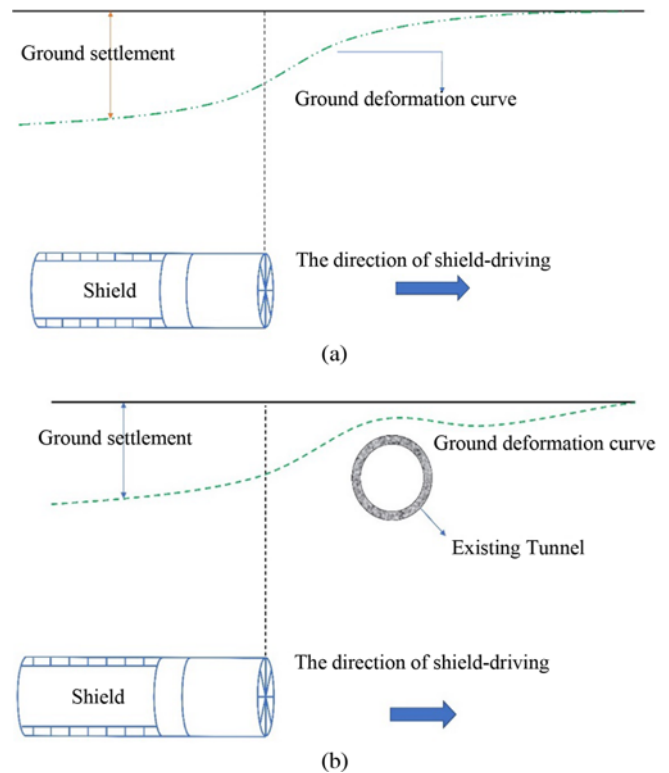 Ground settlement
Ground deformation curve
The direction of shield-driving
Shield
(a)
Ground settlement
Ground deformation curve
Existing Tunnel
The direction of shield-driving
Shield
(b)